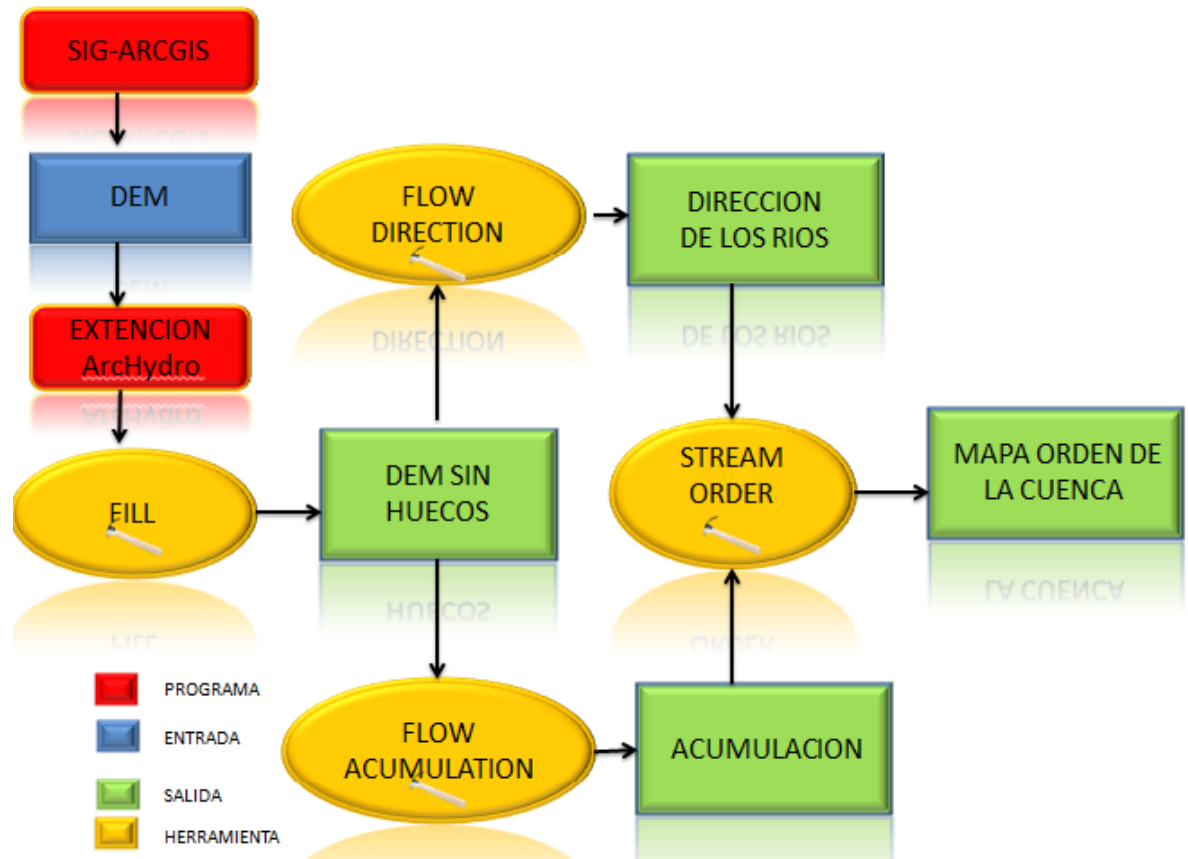 SIG-ARCGIS
DEM
EXTENCION
ArcHydro
FILL
DEM SIN
HUECOS
FLOW
DIRECTION
DIRECCION
DE LOS RIOS
STREAM
ORDER
MAPA ORDEN DE
LA CUENCA
FLOW
ACUMULATION
ACUMULACION
PROGRAMA
ENTRADA
SALIDA
HERRAMÍENTA